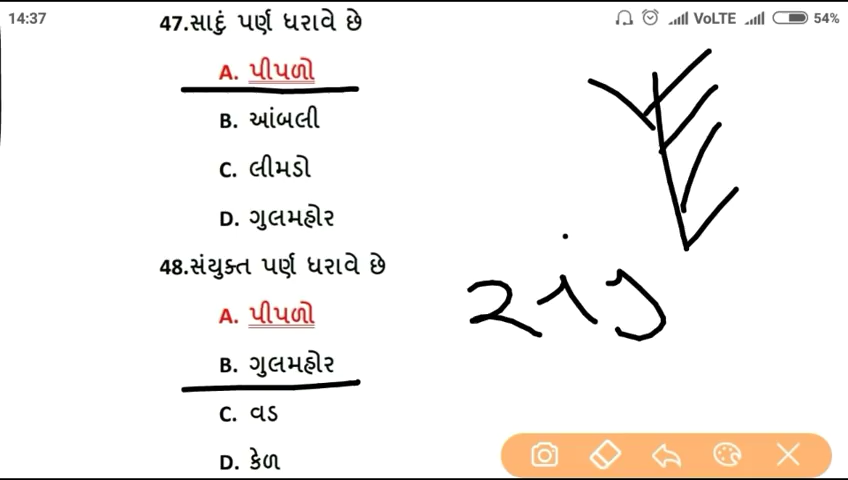 14:37
VoLTE 54%
47.સાદું પર્ણ ધરાવે છે
A. પીપળો
B. આંબલી
C. લીમડો
D. ગુલમહોર
48.સંયુક્ત પર્ણ ધરાવે છે
A. પીપળો
B. ગુલમહોર
C. વડ
D. કેળ